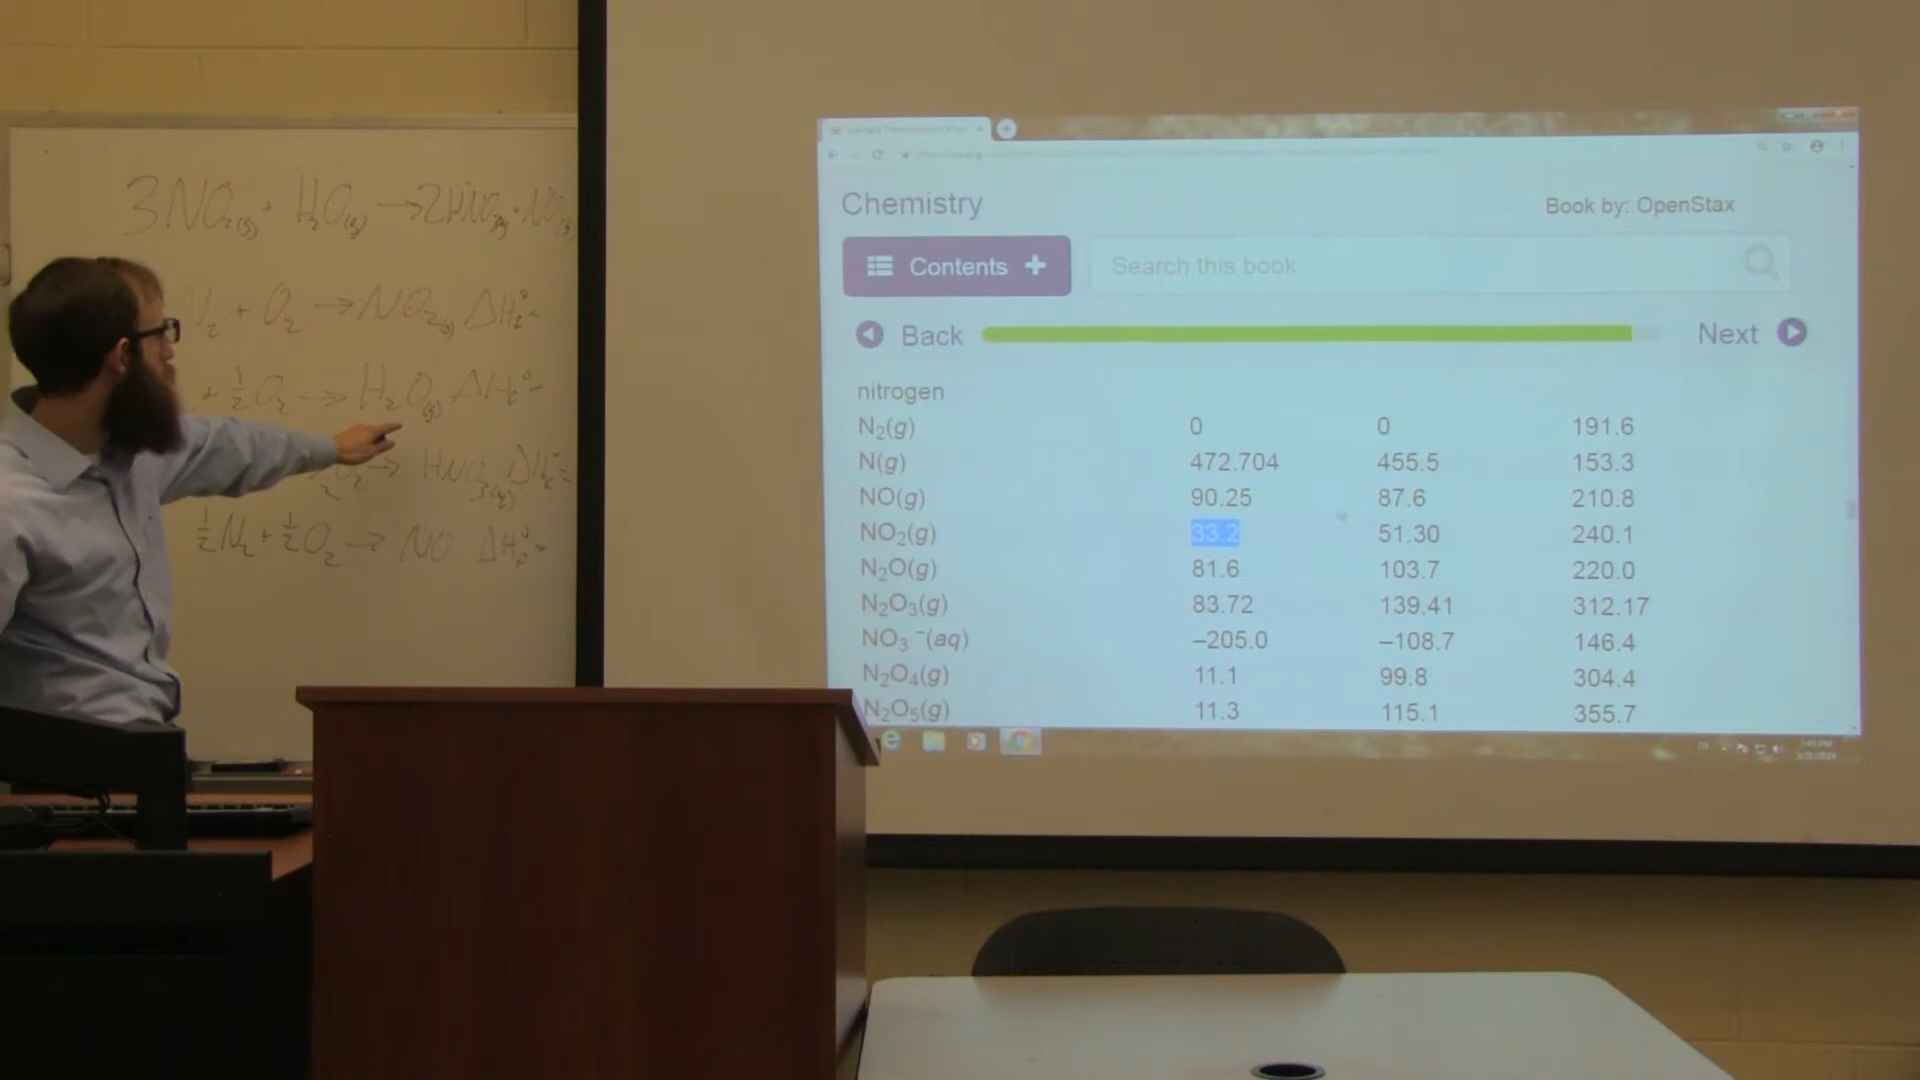 3NO₂(g) + H₂O(g) → 2HNO₃(g) + NO(g)
N₂ + O₂ → NO₂(g) ΔH°f =
+ ½O₂ → H₂O(g) ΔH°f =
→ HNO₃(g) ΔH°f =
½N₂ + ½O₂ → NO ΔH°f =
Chemistry
Book by: OpenStax
Contents +
Search this book
Back
Next
nitrogen
N₂(g) 0 0 191.6
N(g) 472.704 455.5 153.3
NO(g) 90.25 87.6 210.8
NO₂(g) 33.2 51.30 240.1
N₂O(g) 81.6 103.7 220.0
N₂O₃(g) 83.72 139.41 312.17
NO₃⁻(aq) –205.0 –108.7 146.4
N₂O₄(g) 11.1 99.8 304.4
N₂O₅(g) 11.3 115.1 355.7